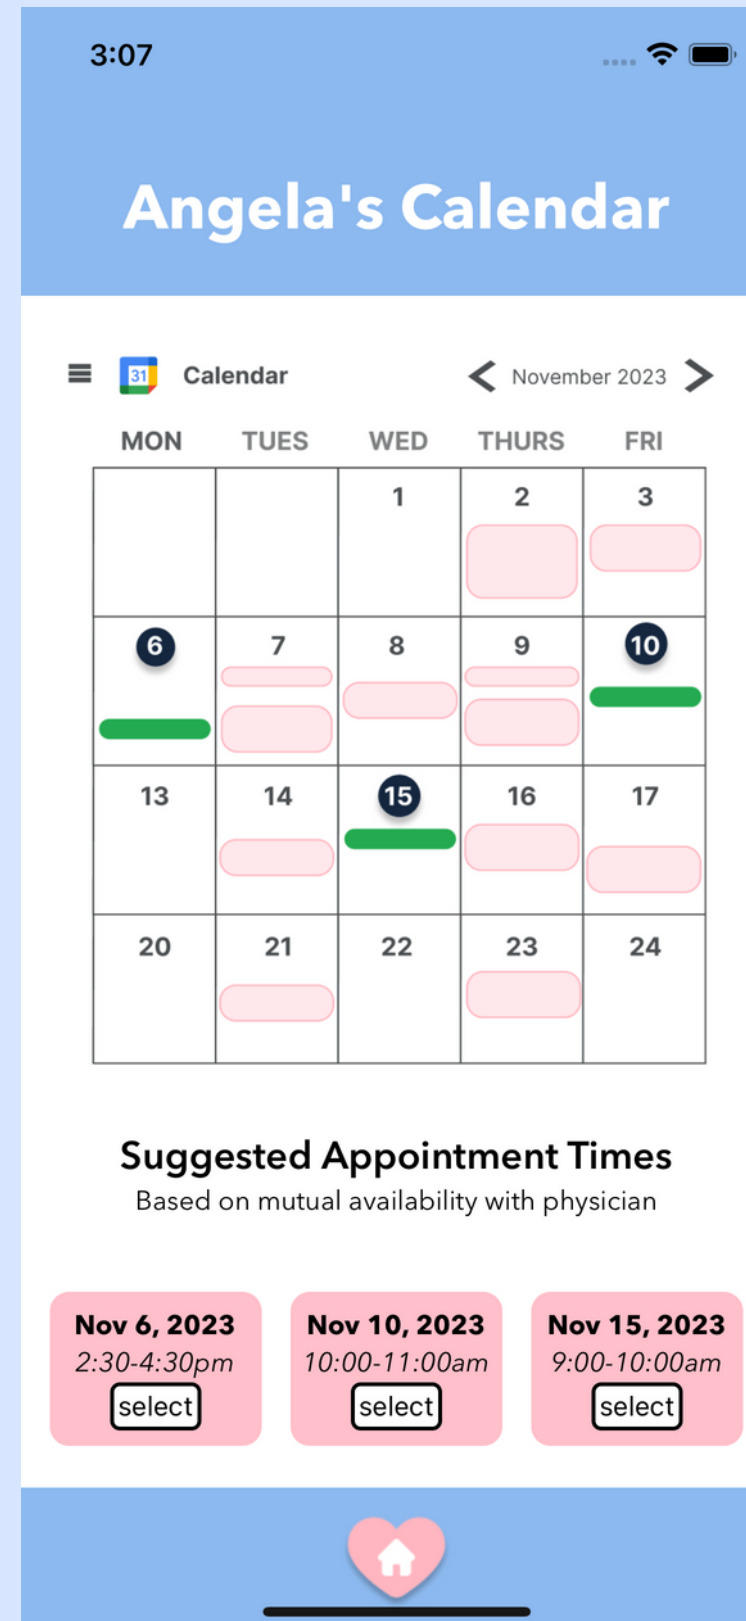 3:07
Angela's Calendar
31 Calendar November 2023
MON TUES WED THURS FRI
1 2 3
6 7 8 9 10
13 14 15 16 17
20 21 22 23 24
Suggested Appointment Times
Based on mutual availability with physician
Nov 6, 2023 Nov 10, 2023 Nov 15, 2023
2:30-4:30pm 10:00-11:00am 9:00-10:00am
select select select